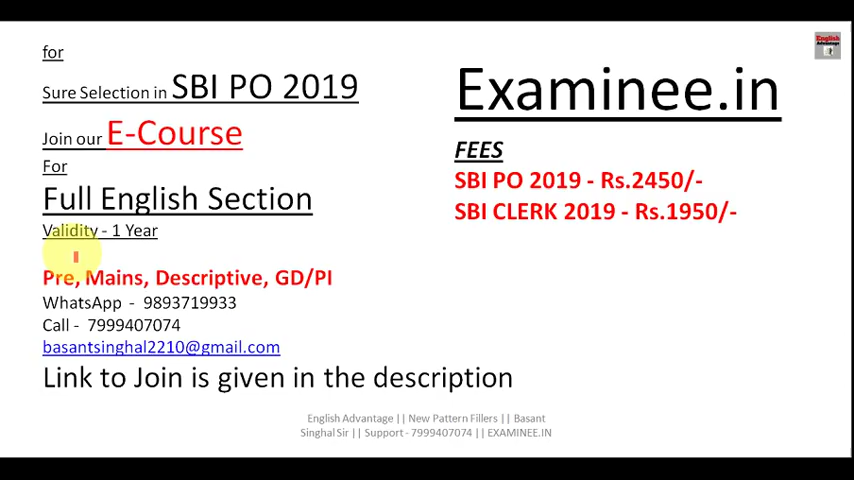 for
Sure Selection in SBI PO 2019
Join our E-Course
For
Full English Section
Validity - 1 Year
Pre, Mains, Descriptive, GD/PI
WhatsApp - 9893719933
Call - 7999407074
basantsinghal2210@gmail.com
Link to Join is given in the description
Examinee.in
FEES
SBI PO 2019 - Rs.2450/-
SBI CLERK 2019 - Rs.1950/-
English Advantage
English Advantage || New Pattern Fillers || Basant
Singhal Sir || Support - 7999407074 || EXAMINEE.IN